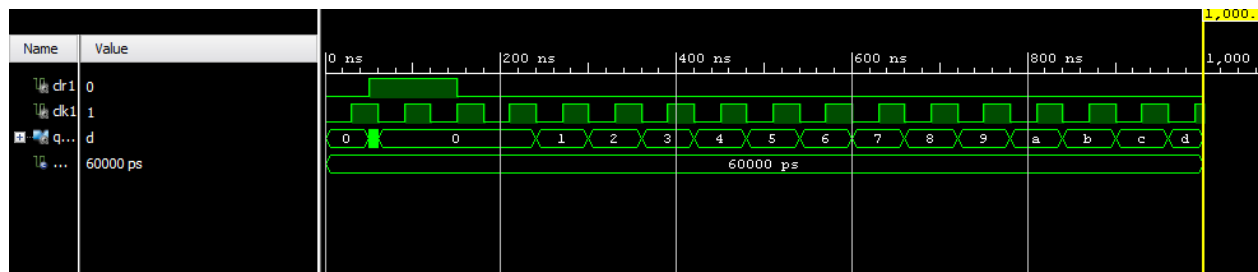 1,000.
Name Value
0 ns 200 ns 400 ns 600 ns 800 ns 1,000
clr1 0
clk1 1
q... d 0 0 1 2 3 4 5 6 7 8 9 a b c d
... 60000 ps 60000 ps